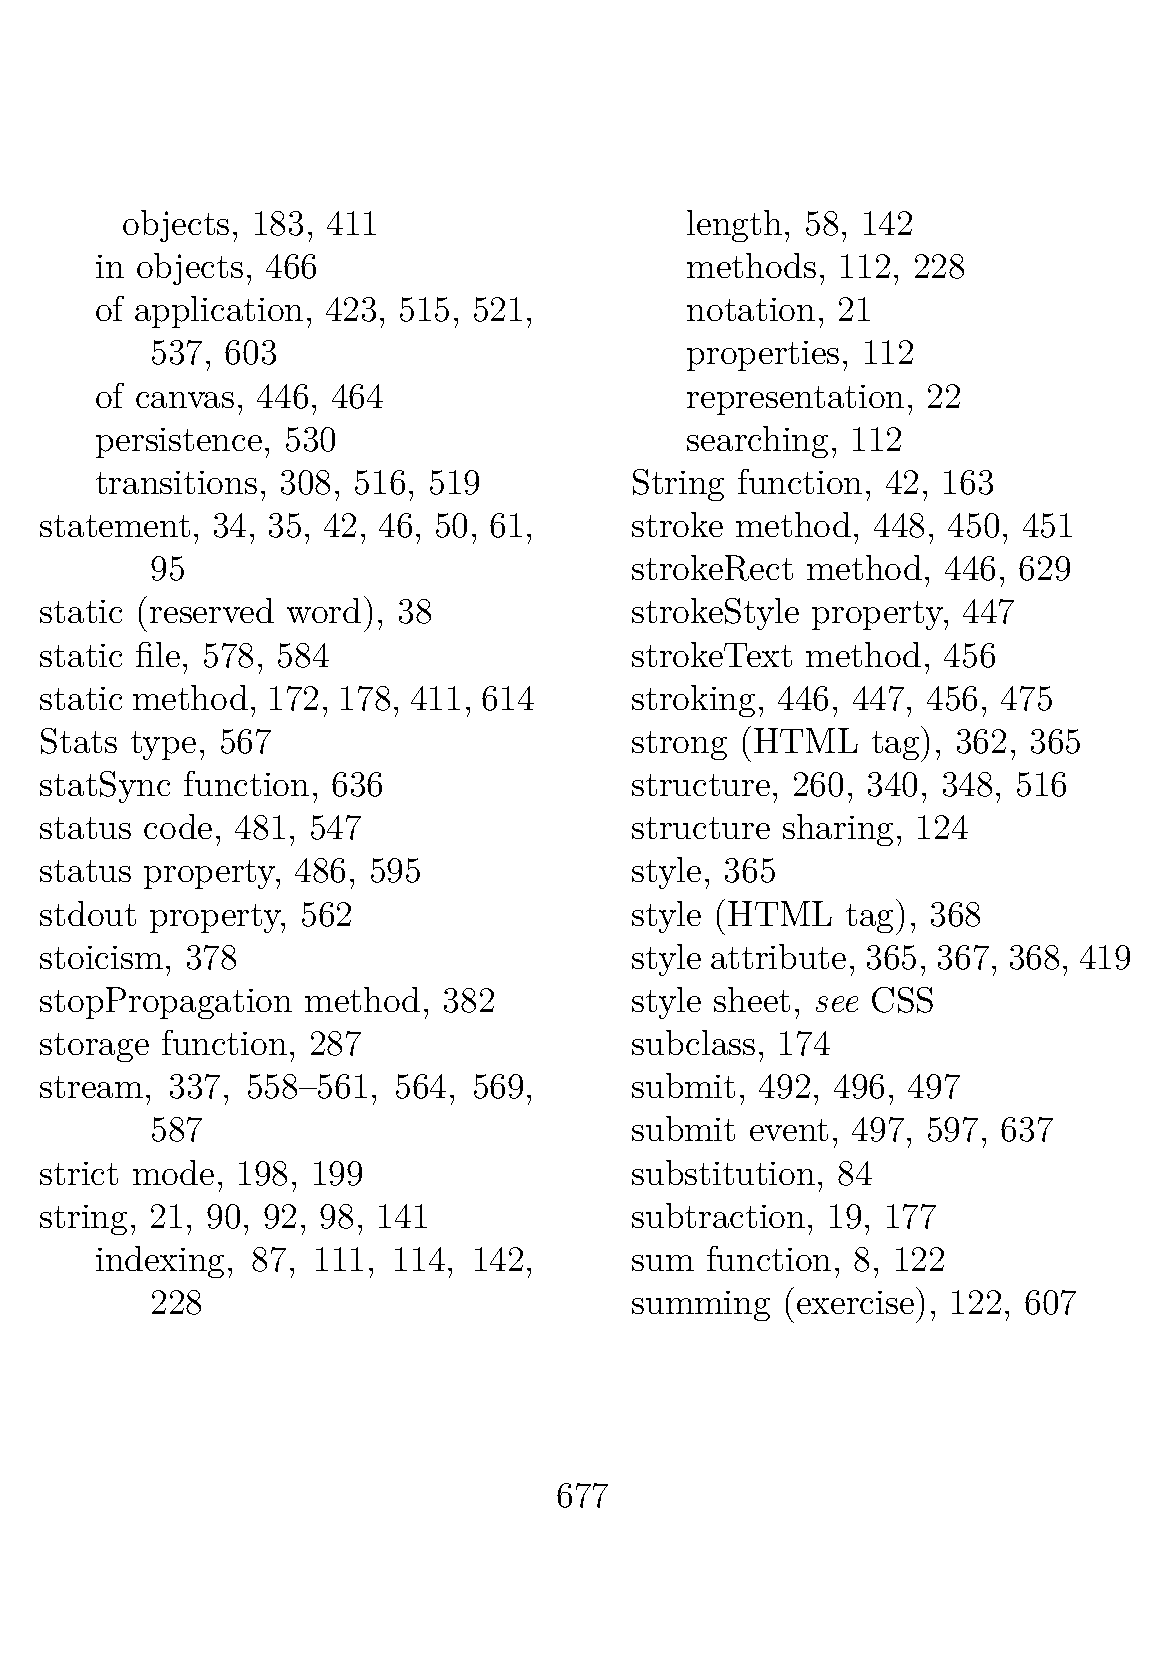 objects, 183, 411
in objects, 466
of application, 423, 515, 521,
537, 603
of canvas, 446, 464
persistence, 530
transitions, 308, 516, 519
statement, 34, 35, 42, 46, 50, 61,
95
static (reserved word), 38
static file, 578, 584
static method, 172, 178, 411, 614
Stats type, 567
statSync function, 636
status code, 481, 547
status property, 486, 595
stdout property, 562
stoicism, 378
stopPropagation method, 382
storage function, 287
stream, 337, 558–561, 564, 569,
587
strict mode, 198, 199
string, 21, 90, 92, 98, 141
indexing, 87, 111, 114, 142,
228
length, 58, 142
methods, 112, 228
notation, 21
properties, 112
representation, 22
searching, 112
String function, 42, 163
stroke method, 448, 450, 451
strokeRect method, 446, 629
strokeStyle property, 447
strokeText method, 456
stroking, 446, 447, 456, 475
strong (HTML tag), 362, 365
structure, 260, 340, 348, 516
structure sharing, 124
style, 365
style (HTML tag), 368
style attribute, 365, 367, 368, 419
style sheet, see CSS
subclass, 174
submit, 492, 496, 497
submit event, 497, 597, 637
substitution, 84
subtraction, 19, 177
sum function, 8, 122
summing (exercise), 122, 607
677